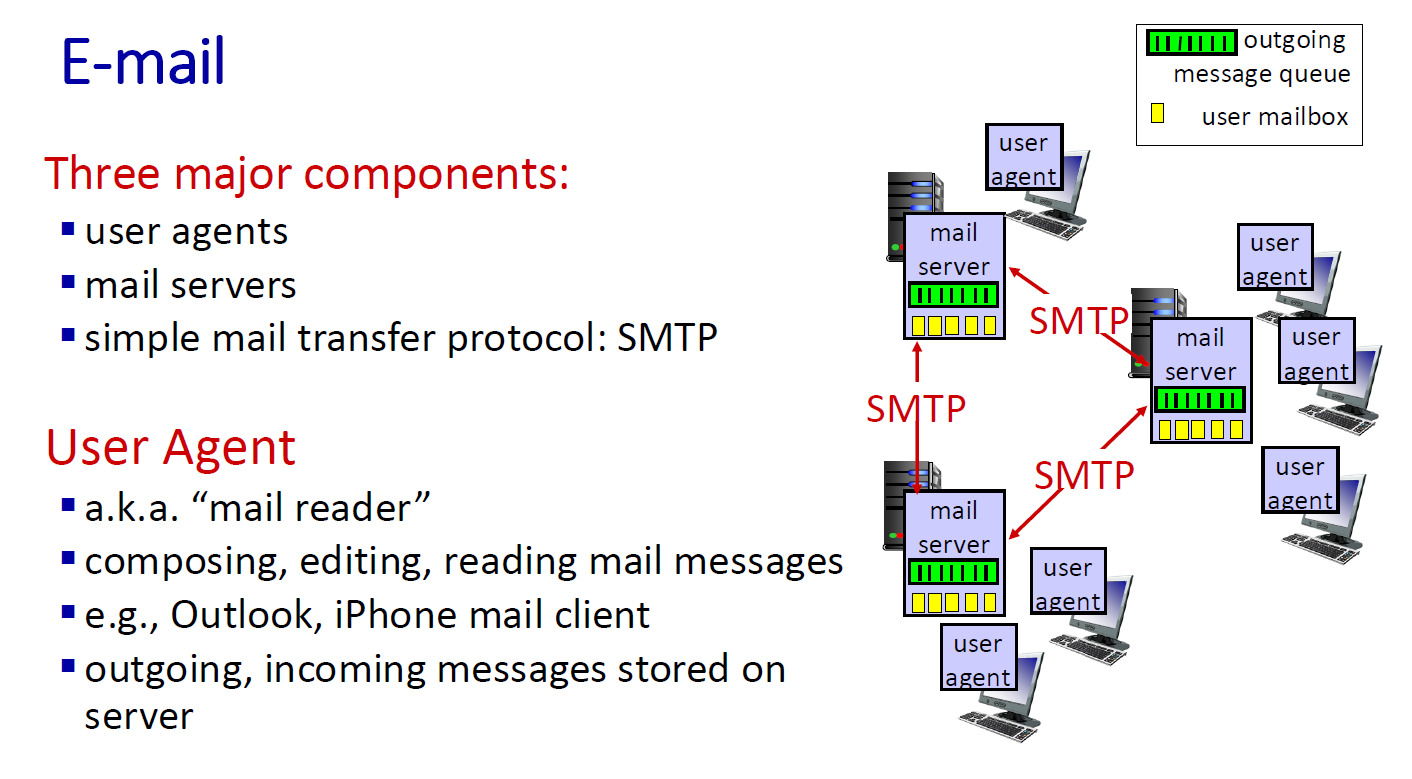 E-mail
Three major components:
▪ user agents
▪ mail servers
▪ simple mail transfer protocol: SMTP
User Agent
▪ a.k.a. “mail reader”
▪ composing, editing, reading mail messages
▪ e.g., Outlook, iPhone mail client
▪ outgoing, incoming messages stored on
server
outgoing
message queue
user mailbox
user
agent
mail
server
SMTP
user
agent
mail
server
user
agent
SMTP
SMTP
user
agent
mail
server
user
agent
user
agent